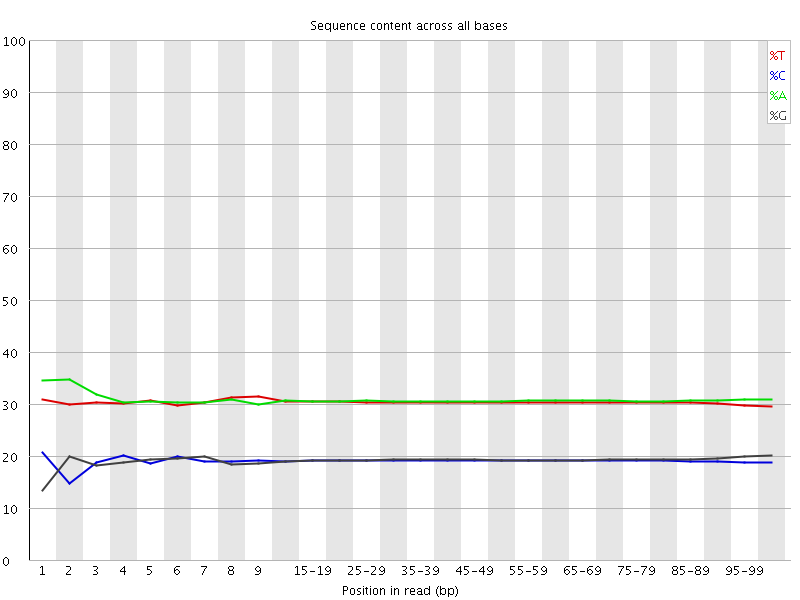 Sequence content across all bases
100
90
80
70
60
50
40
30
20
10
0
%T
%C
%A
%G
1 2 3 4 5 6 7 8 9 15-19 25-29 35-39 45-49 55-59 65-69 75-79 85-89 95-99
Position in read (bp)